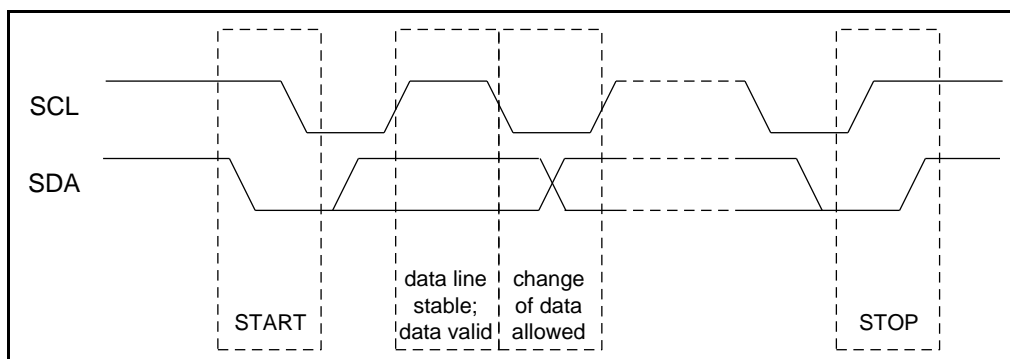 SCL
SDA
START
data line
stable;
data valid
change
of data
allowed
STOP